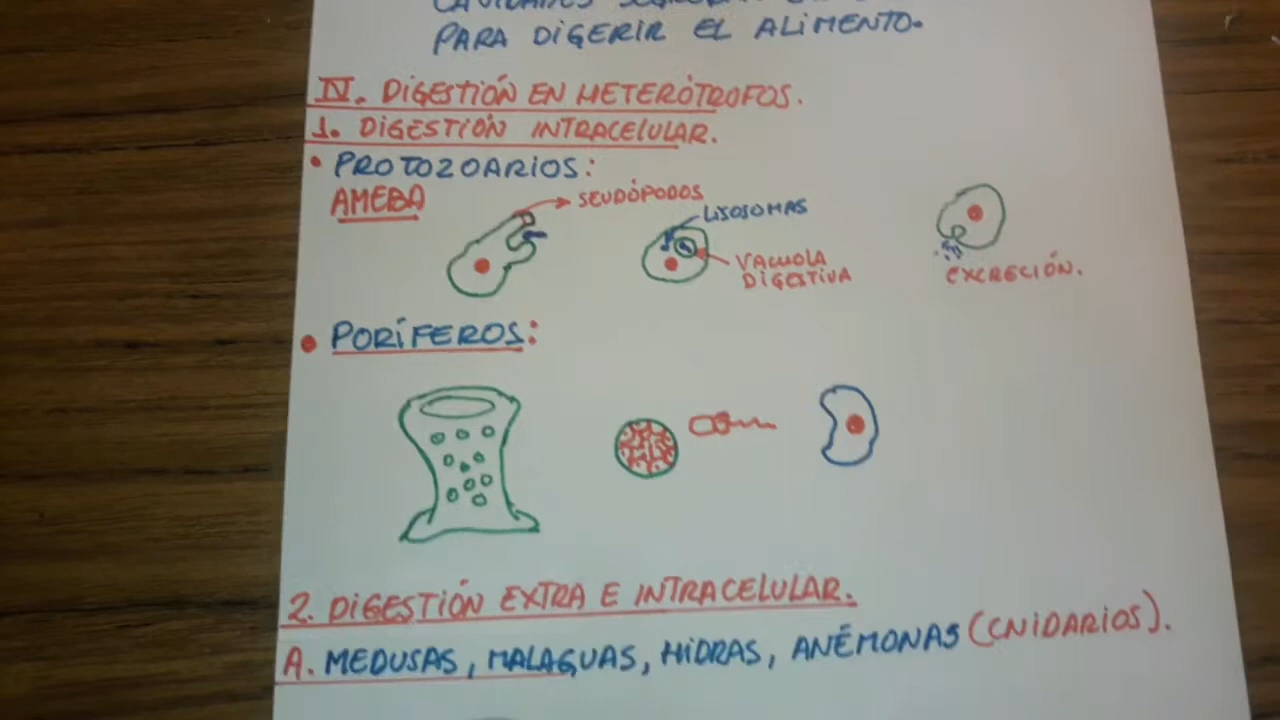 PARA DIGERIR EL ALIMENTO.
IV. DIGESTIÓN EN HETERÓTROFOS.
1. DIGESTIÓN INTRACELULAR.
• PROTOZOARIOS:
AMEBA
SEUDÓPODOS
LISOSOMAS
VACUOLA
DIGESTIVA
EXCRECIÓN.
• PORÍFEROS:
2. DIGESTIÓN EXTRA E INTRACELULAR.
A. MEDUSAS, MALAGUAS, HIDRAS, ANÉMONAS (CNIDARIOS).